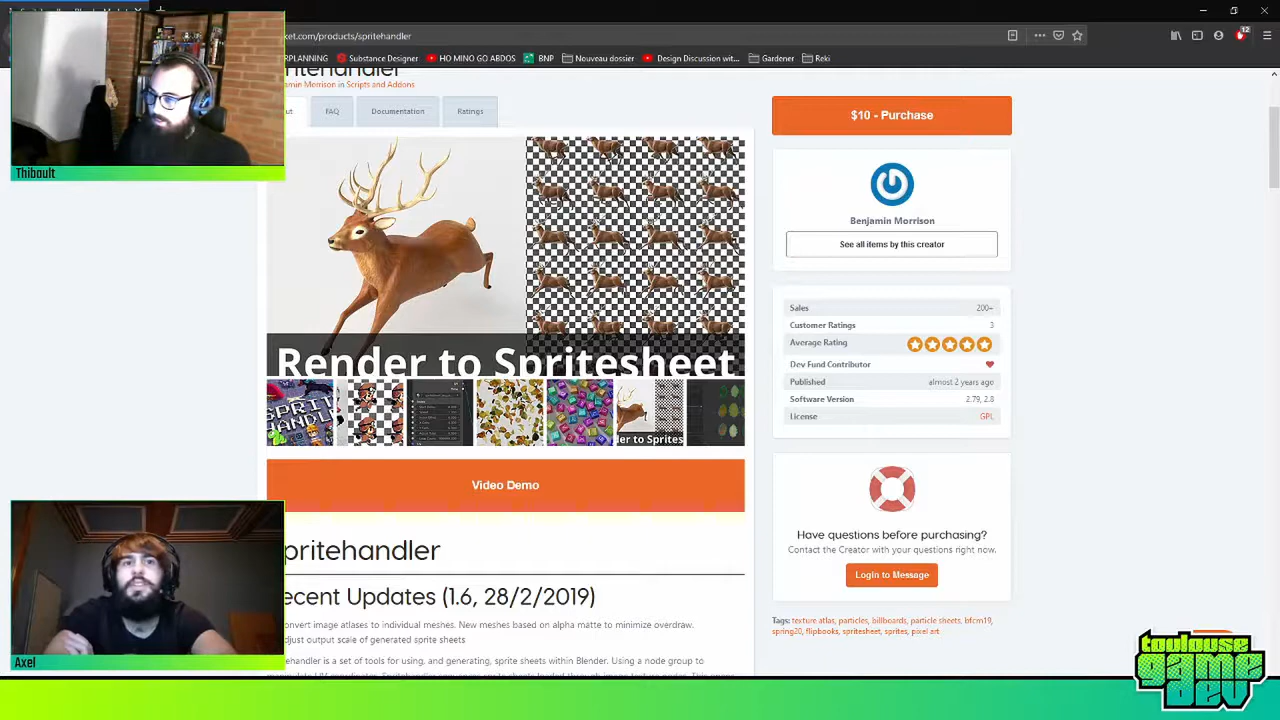 ket.com/products/spritehandler
12
RPLANNING
Substance Designer
HO MINO GO ABDOS
BNP
Nouveau dossier
Design Discussion wit...
Gardener
Reki
min Morrison in Scripts and Addons
FAQ
Documentation
Ratings
Thibault
Render to Spritesheet
der to Sprites
Video Demo
pritehandler
ecent Updates (1.6, 28/2/2019)
onvert image atlases to individual meshes. New meshes based on alpha matte to minimize overdraw.
djust output scale of generated sprite sheets
itehandler is a set of tools for using, and generating, sprite sheets within Blender. Using a node group to
$10 - Purchase
Benjamin Morrison
See all items by this creator
Sales 200+
Customer Ratings 3
Average Rating
Dev Fund Contributor
Published almost 2 years ago
Software Version 2.79, 2.8
License GPL
Have questions before purchasing?
Contact the Creator with your questions right now.
Login to Message
Tags: texture atlas, particles, billboards, particle sheets, bfcm19,
spring20, flipbooks, spritesheet, sprites, pixel art
Axel
toulouse
game
dev